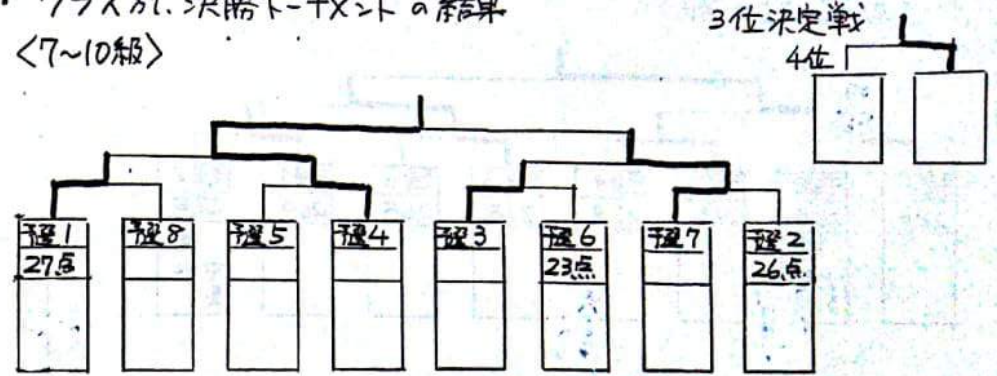 ・クラス別、決勝トーナメントの結果
<7~10級>
3位決定戦
4位
予選1 予選8 予選5 予選4 予選3 予選6 予選7 予選2
27点 23点 26点